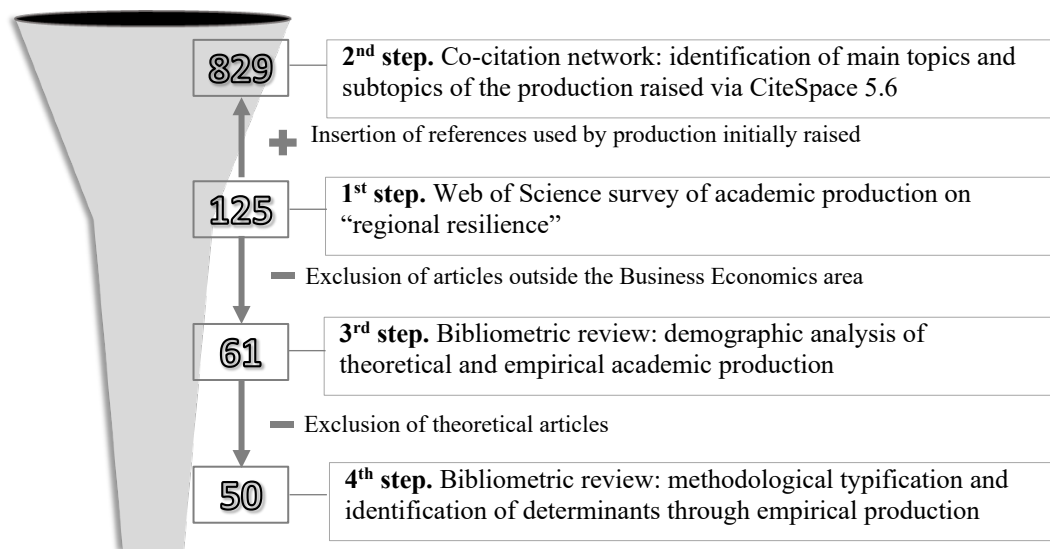 829
2nd step. Co-citation network: identification of main topics and
subtopics of the production raised via CiteSpace 5.6
+ Insertion of references used by production initially raised
125
1st step. Web of Science survey of academic production on
“regional resilience”
− Exclusion of articles outside the Business Economics area
61
3rd step. Bibliometric review: demographic analysis of
theoretical and empirical academic production
− Exclusion of theoretical articles
50
4th step. Bibliometric review: methodological typification and
identification of determinants through empirical production